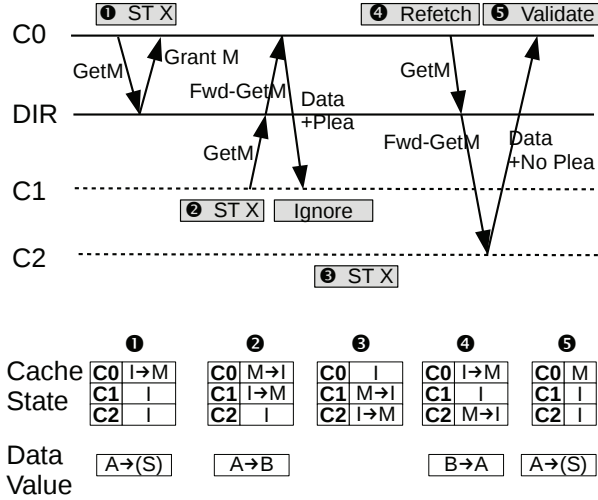 ❶ ST X
❹ Refetch
❺ Validate
C0
GetM
Grant M
Fwd-GetM
Data
+Plea
GetM
DIR
GetM
Fwd-GetM
Data
+No Plea
C1
❷ ST X
Ignore
C2
❸ ST X
❶ ❷ ❸ ❹ ❺
Cache
State
C0 I→M
C1 I
C2 I
C0 M→I
C1 I→M
C2 I
C0 I
C1 M→I
C2 I→M
C0 I→M
C1 I
C2 M→I
C0 M
C1 I
C2 I
Data
Value
A→(S)
A→B
B→A
A→(S)